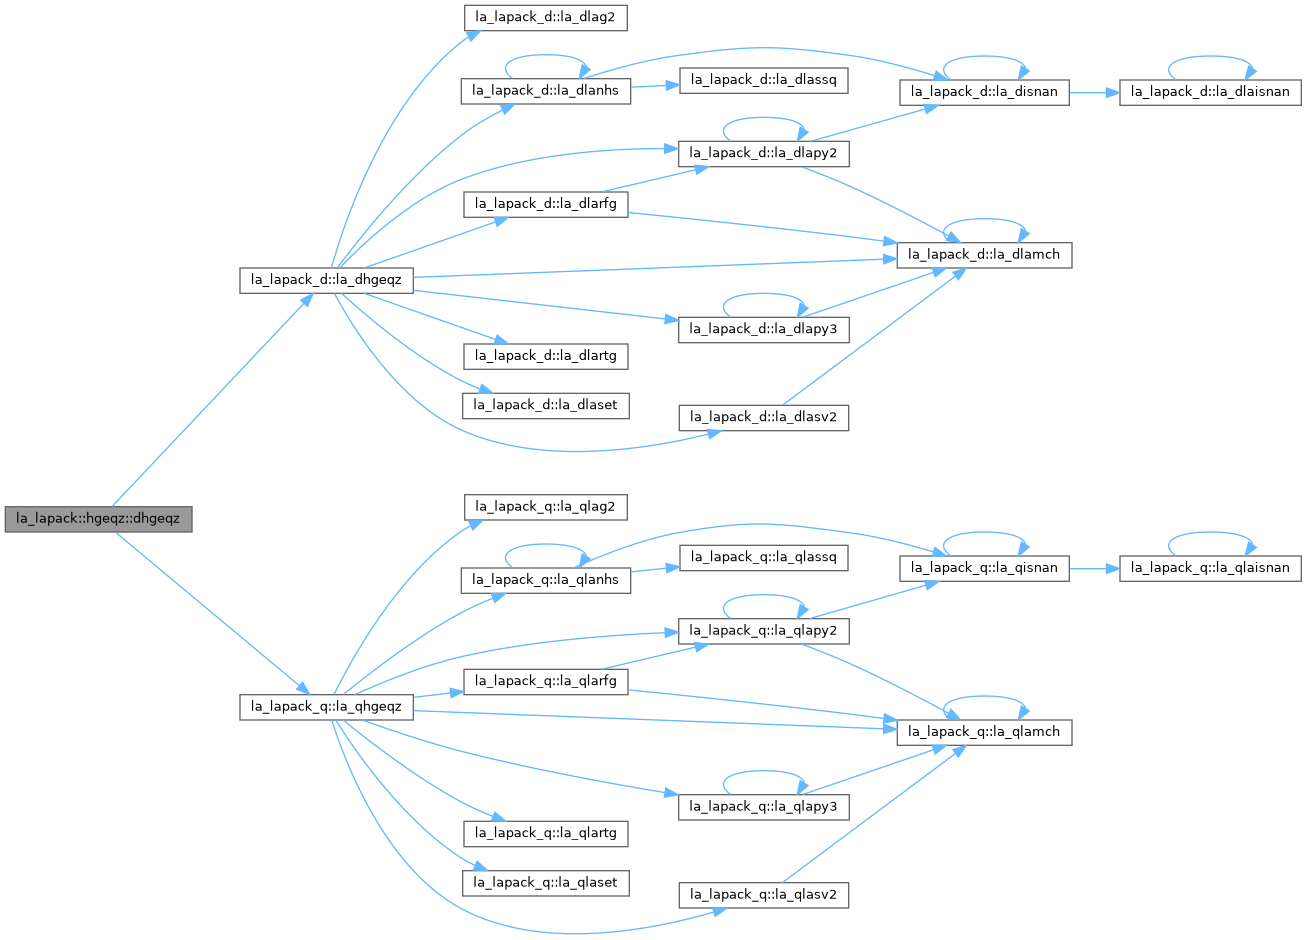 la_lapack_d::la_dlag2
la_lapack_d::la_dlanhs
la_lapack_d::la_dlassq
la_lapack_d::la_disnan
la_lapack_d::la_dlaisnan
la_lapack_d::la_dlapy2
la_lapack_d::la_dlarfg
la_lapack_d::la_dlamch
la_lapack_d::la_dhgeqz
la_lapack_d::la_dlapy3
la_lapack_d::la_dlartg
la_lapack_d::la_dlaset
la_lapack_d::la_dlasv2
la_lapack::hgeqz::dhgeqz
la_lapack_q::la_qlag2
la_lapack_q::la_qlanhs
la_lapack_q::la_qlassq
la_lapack_q::la_qisnan
la_lapack_q::la_qlaisnan
la_lapack_q::la_qlapy2
la_lapack_q::la_qlarfg
la_lapack_q::la_qhgeqz
la_lapack_q::la_qlamch
la_lapack_q::la_qlapy3
la_lapack_q::la_qlartg
la_lapack_q::la_qlaset
la_lapack_q::la_qlasv2